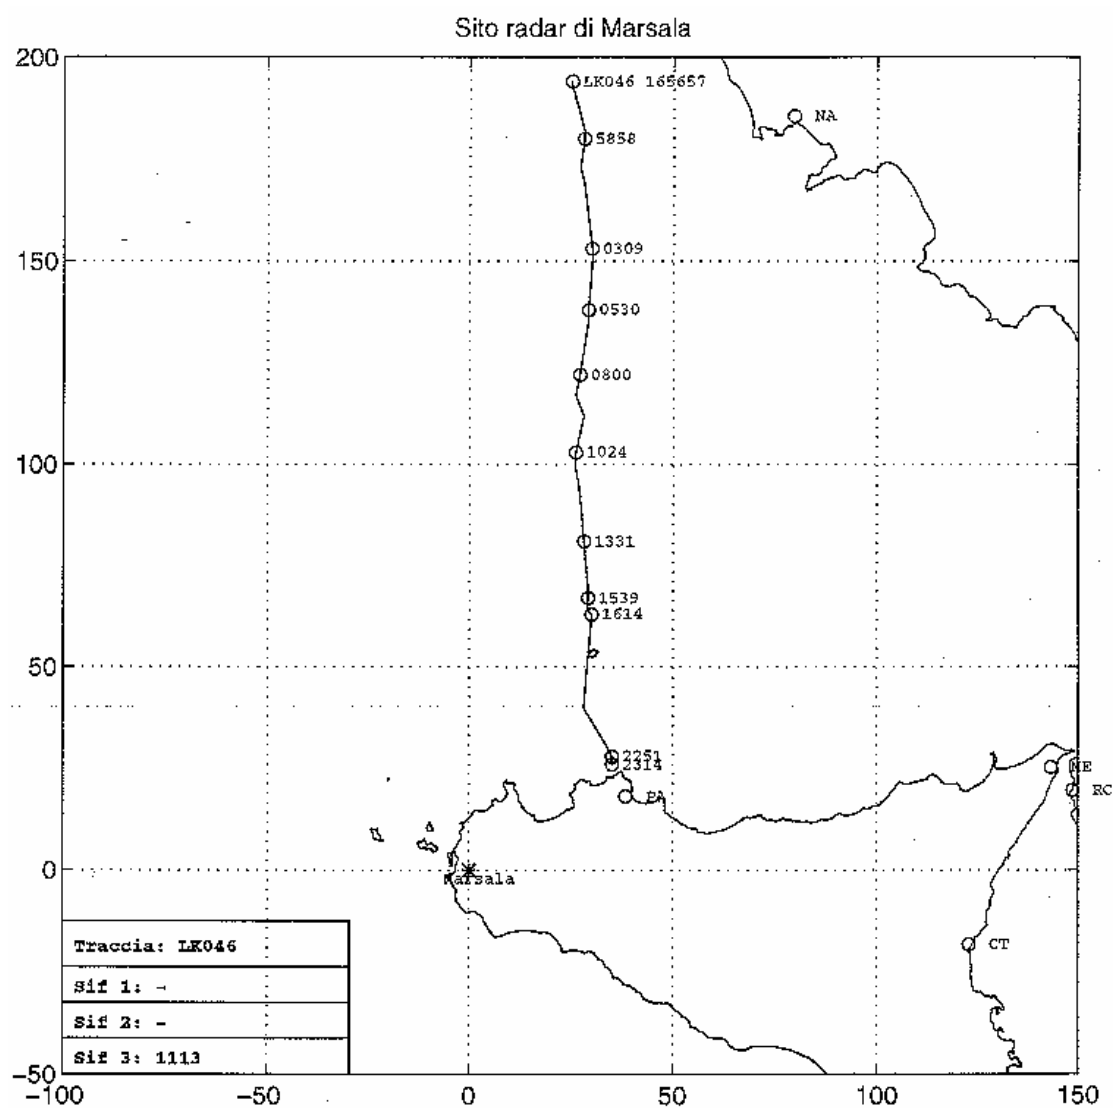 Sito radar di Marsala
200
LK046 165657
NA
5858
0309
150
0530
0800
1024
100
1331
1539
1614
50
2251
2314
ME
PA
RC
0
Marsala
CT
Traccia: LK046
Sif 1: -
Sif 2: -
Sif 3: 1113
-50
-100
-50
0
50
100
150